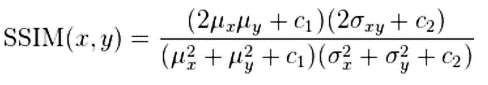 SSIM(x, y) = \frac{(2\mu_x\mu_y + c_1)(2\sigma_{xy} + c_2)}{(\mu_x^2 + \mu_y^2 + c_1)(\sigma_x^2 + \sigma_y^2 + c_2)}